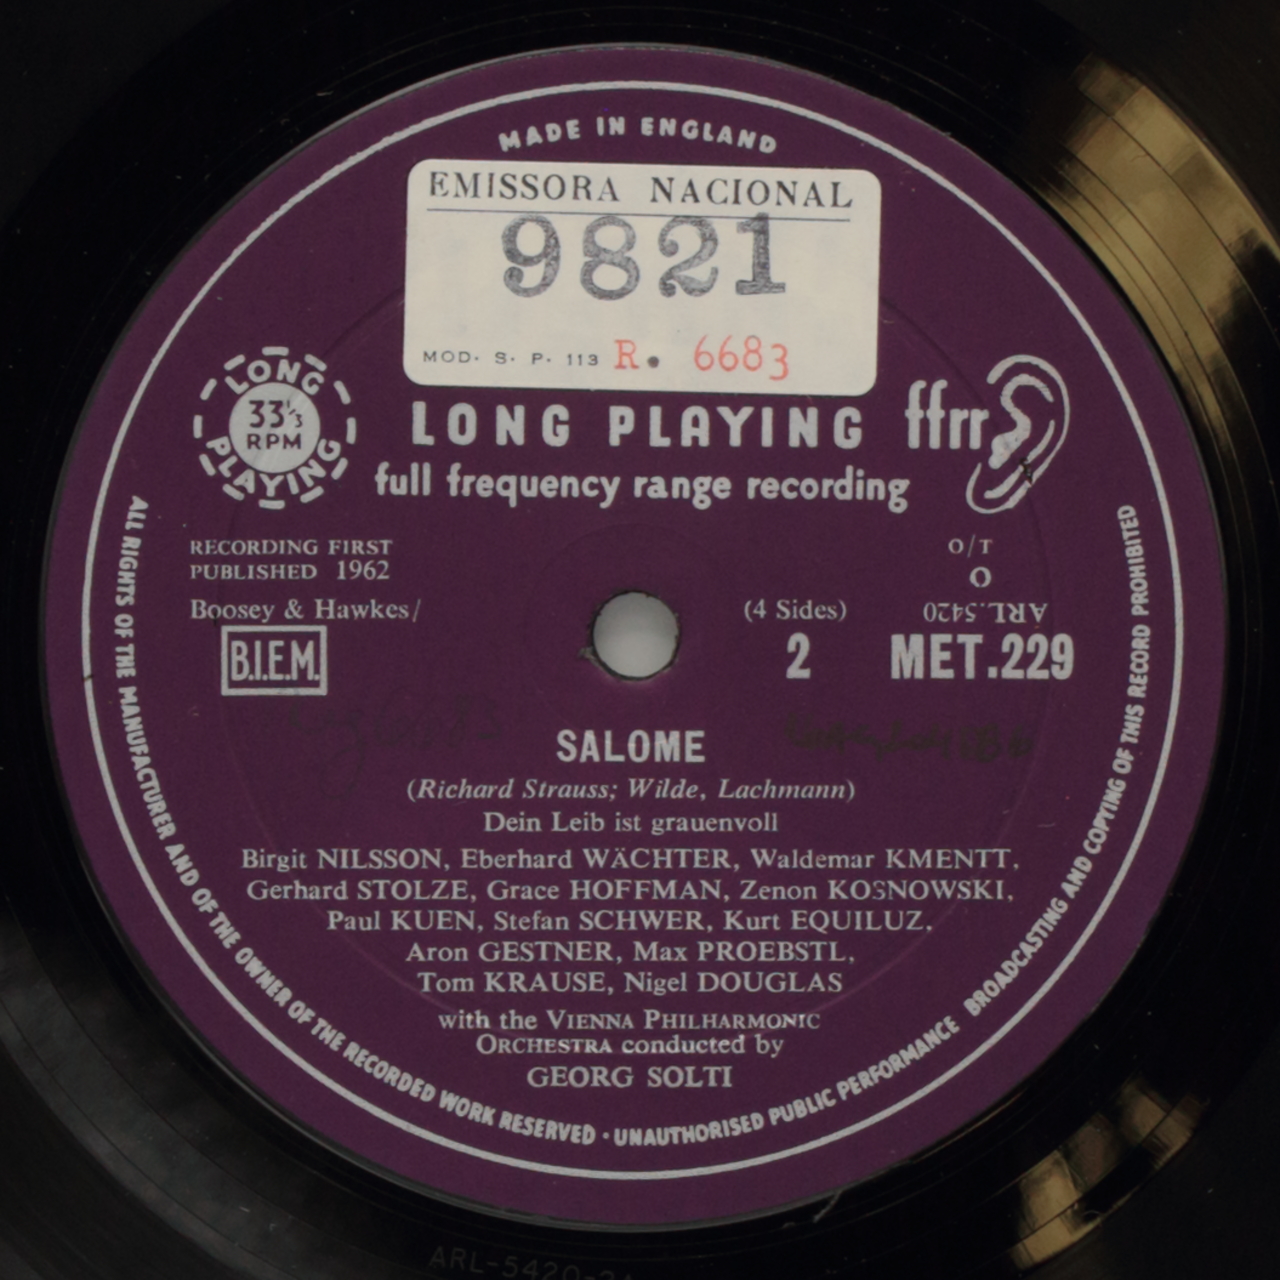 MADE IN ENGLAND
EMISSORA NACIONAL
9821
MOD. S. P. 113 R. 6683
LONG PLAYING
33⅓
RPM
LONG PLAYING ffrr
full frequency range recording
RECORDING FIRST
PUBLISHED 1962
O/T
O
Boosey & Hawkes/
(4 Sides)
ARL.5420
B.I.E.M.
2
MET.229
SALOME
(Richard Strauss; Wilde, Lachmann)
Dein Leib ist grauenvoll
Birgit NILSSON, Eberhard WÄCHTER, Waldemar KMENTT,
Gerhard STOLZE, Grace HOFFMAN, Zenon KOSNOWSKI,
Paul KUEN, Stefan SCHWER, Kurt EQUILUZ,
Aron GESTNER, Max PROEBSTL,
Tom KRAUSE, Nigel DOUGLAS
with the VIENNA PHILHARMONIC
ORCHESTRA conducted by
GEORG SOLTI
ALL RIGHTS OF THE MANUFACTURER AND OF THE OWNER OF THE RECORDED WORK RESERVED · UNAUTHORISED PUBLIC PERFORMANCE BROADCASTING AND COPYING OF THIS RECORD PROHIBITED